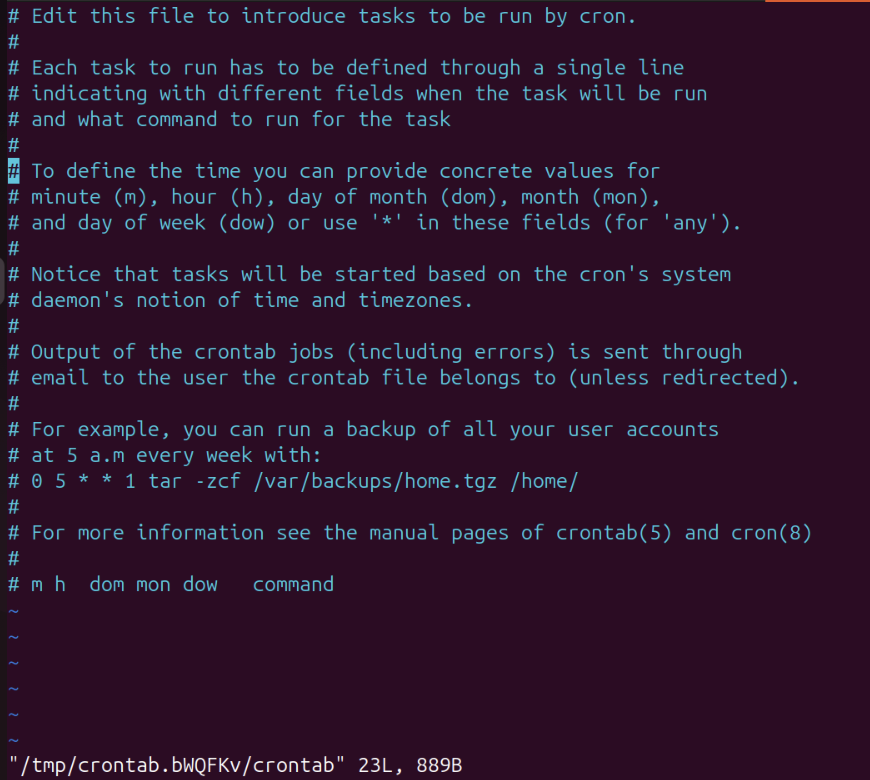 # Edit this file to introduce tasks to be run by cron.
#
# Each task to run has to be defined through a single line
# indicating with different fields when the task will be run
# and what command to run for the task
#
# To define the time you can provide concrete values for
# minute (m), hour (h), day of month (dom), month (mon),
# and day of week (dow) or use '*' in these fields (for 'any').
#
# Notice that tasks will be started based on the cron's system
# daemon's notion of time and timezones.
#
# Output of the crontab jobs (including errors) is sent through
# email to the user the crontab file belongs to (unless redirected).
#
# For example, you can run a backup of all your user accounts
# at 5 a.m every week with:
# 0 5 * * 1 tar -zcf /var/backups/home.tgz /home/
#
# For more information see the manual pages of crontab(5) and cron(8)
#
# m h  dom mon dow   command
~
~
~
~
~
~
"/tmp/crontab.bWQFKv/crontab" 23L, 889B